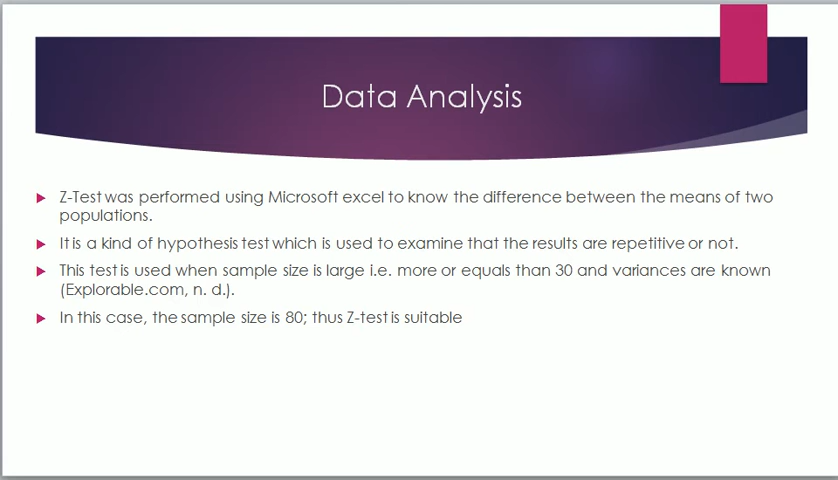 Data Analysis
Z-Test was performed using Microsoft excel to know the difference between the means of two
populations.
It is a kind of hypothesis test which is used to examine that the results are repetitive or not.
This test is used when sample size is large i.e. more or equals than 30 and variances are known
(Explorable.com, n. d.).
In this case, the sample size is 80; thus Z-test is suitable